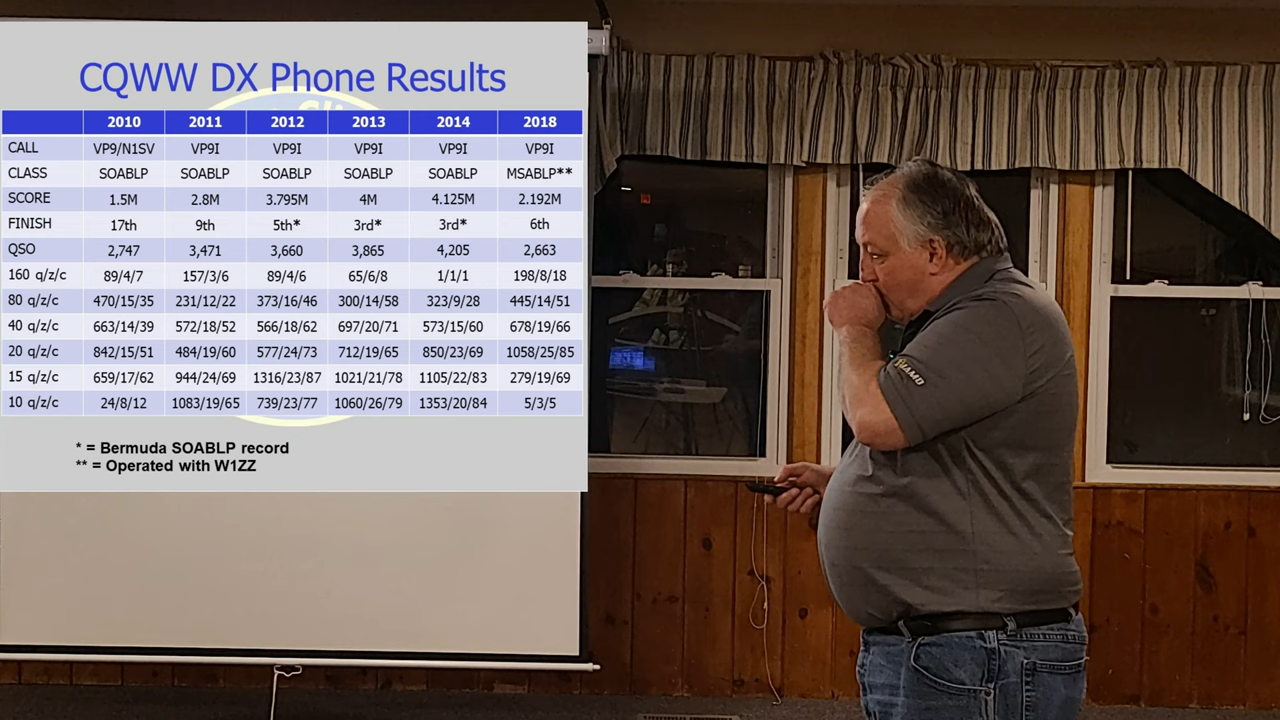 CQWW DX Phone Results
2010 2011 2012 2013 2014 2018
CALL VP9/N1SV VP9I VP9I VP9I VP9I VP9I
CLASS SOABLP SOABLP SOABLP SOABLP SOABLP MSABLP**
SCORE 1.5M 2.8M 3.795M 4M 4.125M 2.192M
FINISH 17th 9th 5th* 3rd* 3rd* 6th
QSO 2,747 3,471 3,660 3,865 4,205 2,663
160 q/z/c 89/4/7 157/3/6 89/4/6 65/6/8 1/1/1 198/8/18
80 q/z/c 470/15/35 231/12/22 373/16/46 300/14/58 323/9/28 445/14/51
40 q/z/c 663/14/39 572/18/52 566/18/62 697/20/71 573/15/60 678/19/66
20 q/z/c 842/15/51 484/19/60 577/24/73 712/19/65 850/23/69 1058/25/85
15 q/z/c 659/17/62 944/24/69 1316/23/87 1021/21/78 1105/22/83 279/19/69
10 q/z/c 24/8/12 1083/19/65 739/23/77 1060/26/79 1353/20/84 5/3/5
* = Bermuda SOABLP record
** = Operated with W1ZZ